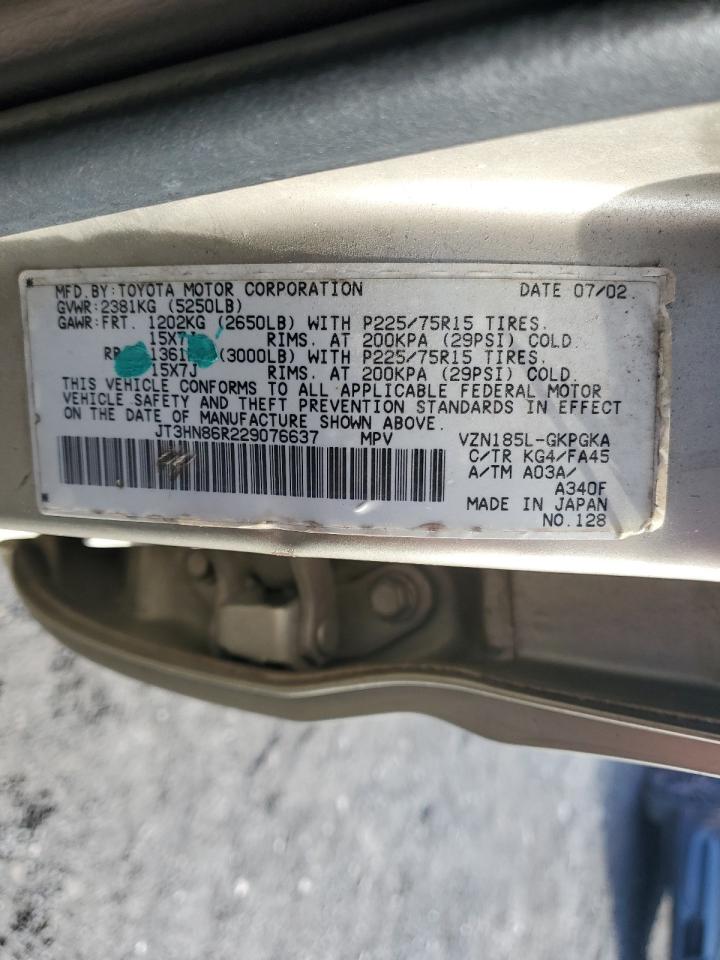 MFD.BY:TOYOTA MOTOR CORPORATION DATE 07/02
GVWR:2381KG (5250LB)
GAWR:FRT. 1202KG (2650LB) WITH P225/75R15 TIRES.
15X7J RIMS. AT 200KPA (29PSI) COLD
(3000LB) WITH P225/75R15 TIRES.
15X7J RIMS. AT 200KPA (29PSI) COLD.
THIS VEHICLE CONFORMS TO ALL APPLICABLE FEDERAL MOTOR
VEHICLE SAFETY AND THEFT PREVENTION STANDARDS IN EFFECT
ON THE DATE OF MANUFACTURE SHOWN ABOVE.
JT3HN86R229076637 MPV VZN185L-GKPGKA
C/TR KG4/FA45
A/TM A03A/
A340F
MADE IN JAPAN
NO.128